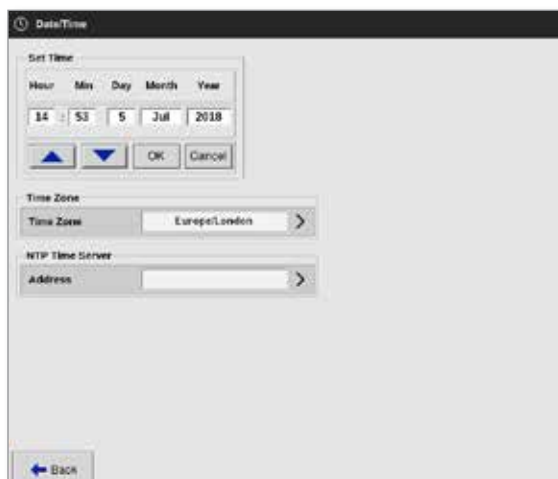 Date/Time
Set Time
Hour Min Day Month Year
14 : 53 5 Jul 2018
OK Cancel
Time Zone
Time Zone Europe/London
NTP Time Server
Address
Back